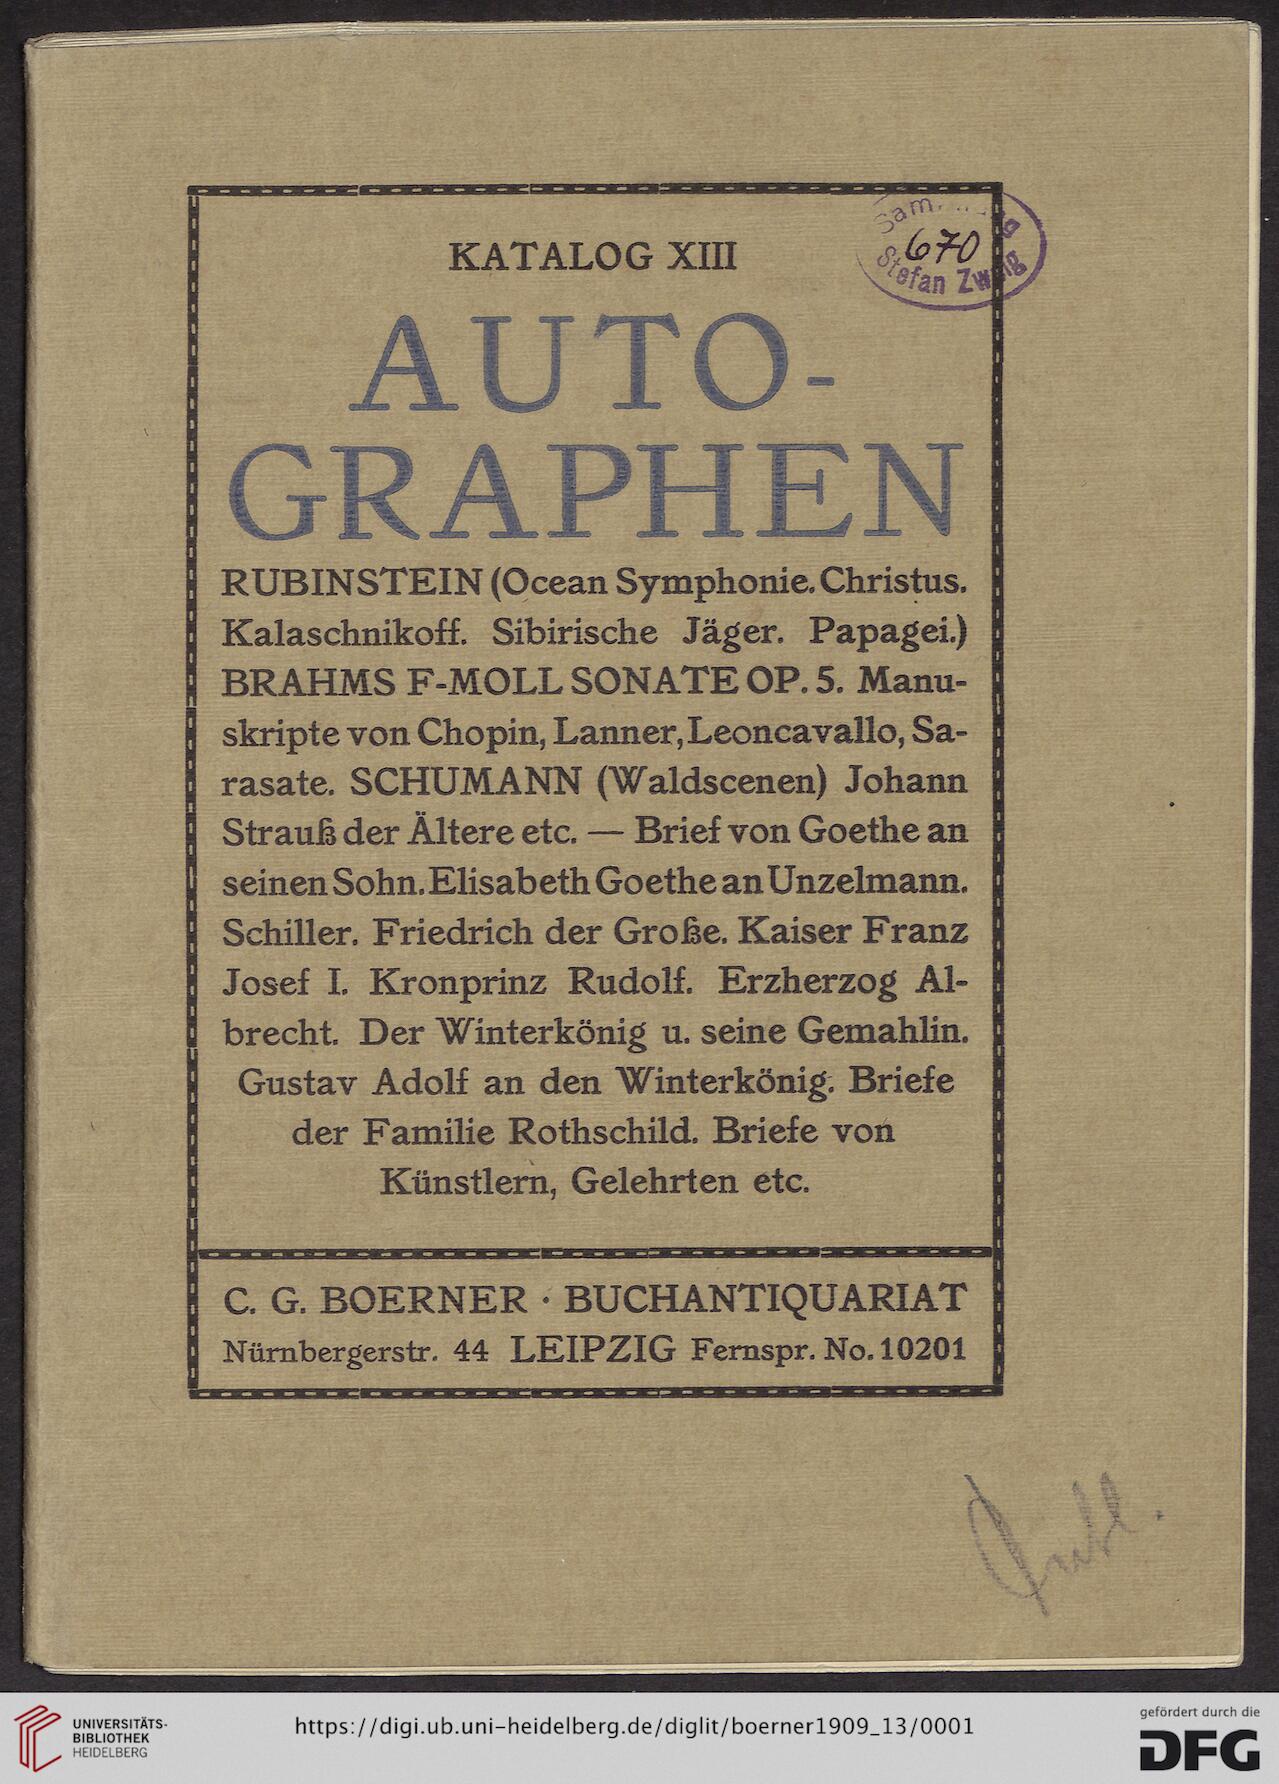 KATALOG XIII
670
Stefan Zweig
AUTO-
GRAPHEN
RUBINSTEIN (Ocean Symphonie. Christus.
Kalaschnikoff. Sibirische Jäger. Papagei.)
BRAHMS F-MOLL SONATE OP. 5. Manu-
skripte von Chopin, Lanner, Leoncavallo, Sa-
rasate. SCHUMANN (Waldscenen) Johann
Strauß der Ältere etc. — Brief von Goethe an
seinen Sohn. Elisabeth Goethe an Unzelmann.
Schiller. Friedrich der Große. Kaiser Franz
Josef I. Kronprinz Rudolf. Erzherzog Al-
brecht. Der Winterkönig u. seine Gemahlin.
Gustav Adolf an den Winterkönig. Briefe
der Familie Rothschild. Briefe von
Künstlern, Gelehrten etc.
C. G. BOERNER · BUCHANTIQUARIAT
Nürnbergerstr. 44 LEIPZIG Fernspr. No. 10201
UNIVERSITÄTS-
BIBLIOTHEK
HEIDELBERG
https://digi.ub.uni-heidelberg.de/diglit/boerner1909_13/0001
gefördert durch die
DFG